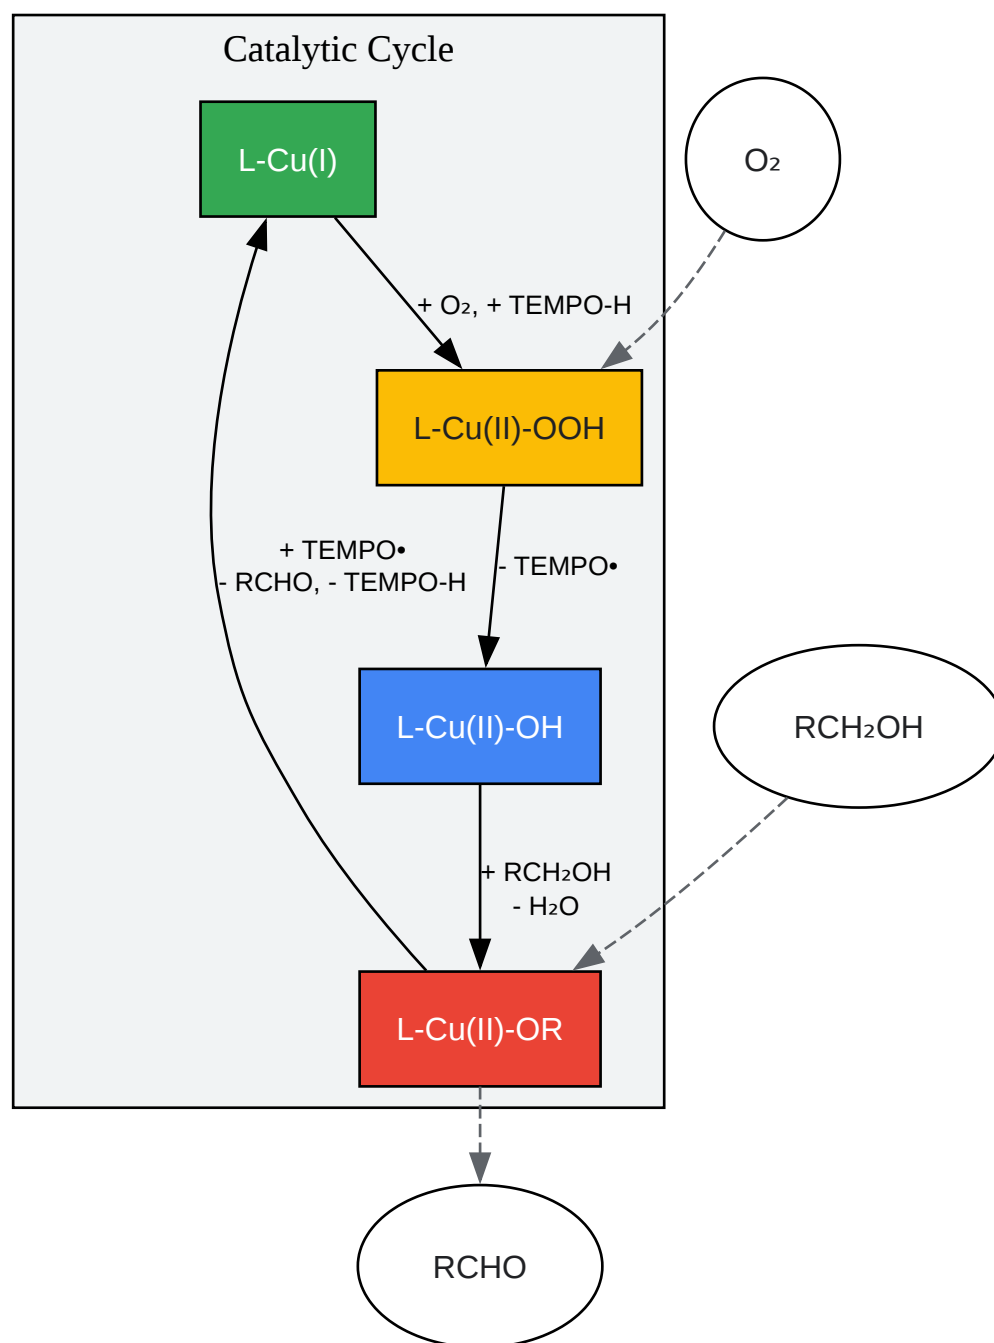 Catalytic Cycle
L-Cu(I)
O₂
+ O₂, + TEMPO-H
L-Cu(II)-OOH
+ TEMPO•
- RCHO, - TEMPO-H
- TEMPO•
L-Cu(II)-OH
RCH₂OH
+ RCH₂OH
- H₂O
L-Cu(II)-OR
RCHO